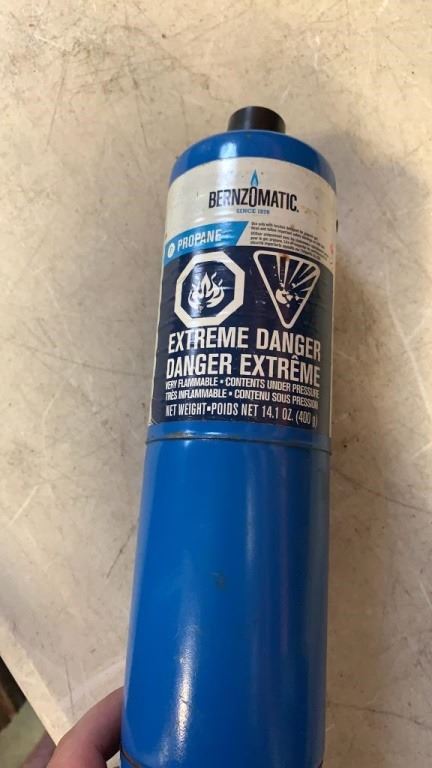 BERNZOMATIC.
SINCE 1876
PROPANE
EXTREME DANGER
DANGER EXTRÊME
VERY FLAMMABLE • CONTENTS UNDER PRESSURE
TRÈS INFLAMMABLE • CONTENU SOUS PRESSION
NET WEIGHT • POIDS NET 14.1 OZ. (400 g)